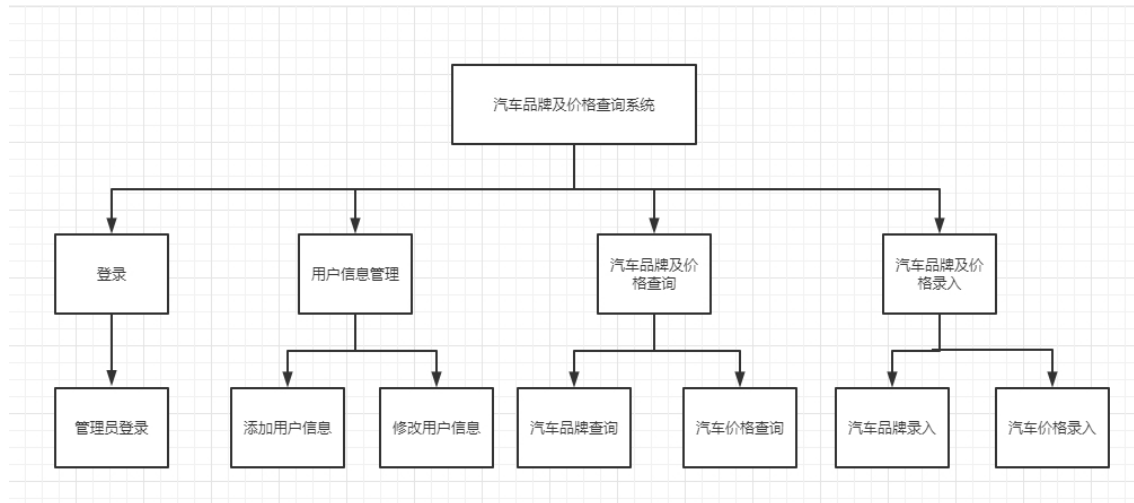 汽车品牌及价格查询系统
登录
用户信息管理
汽车品牌及价
格查询
汽车品牌及价
格录入
管理员登录
添加用户信息
修改用户信息
汽车品牌查询
汽车价格查询
汽车品牌录入
汽车价格录入